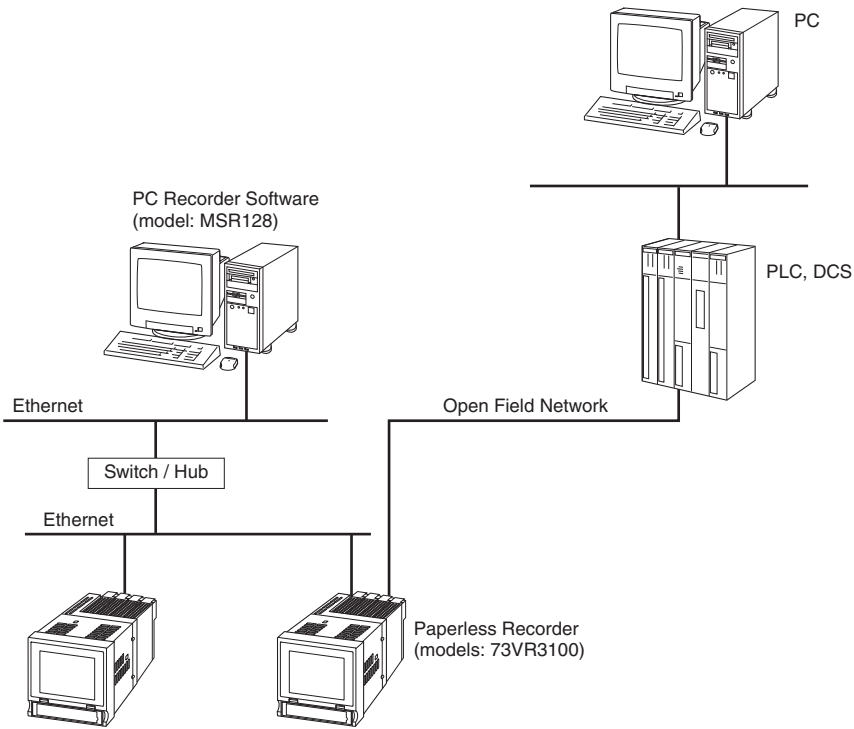 PC
PC Recorder Software
(model: MSR128)
PLC, DCS
Ethernet
Open Field Network
Switch / Hub
Ethernet
Paperless Recorder
(models: 73VR3100)